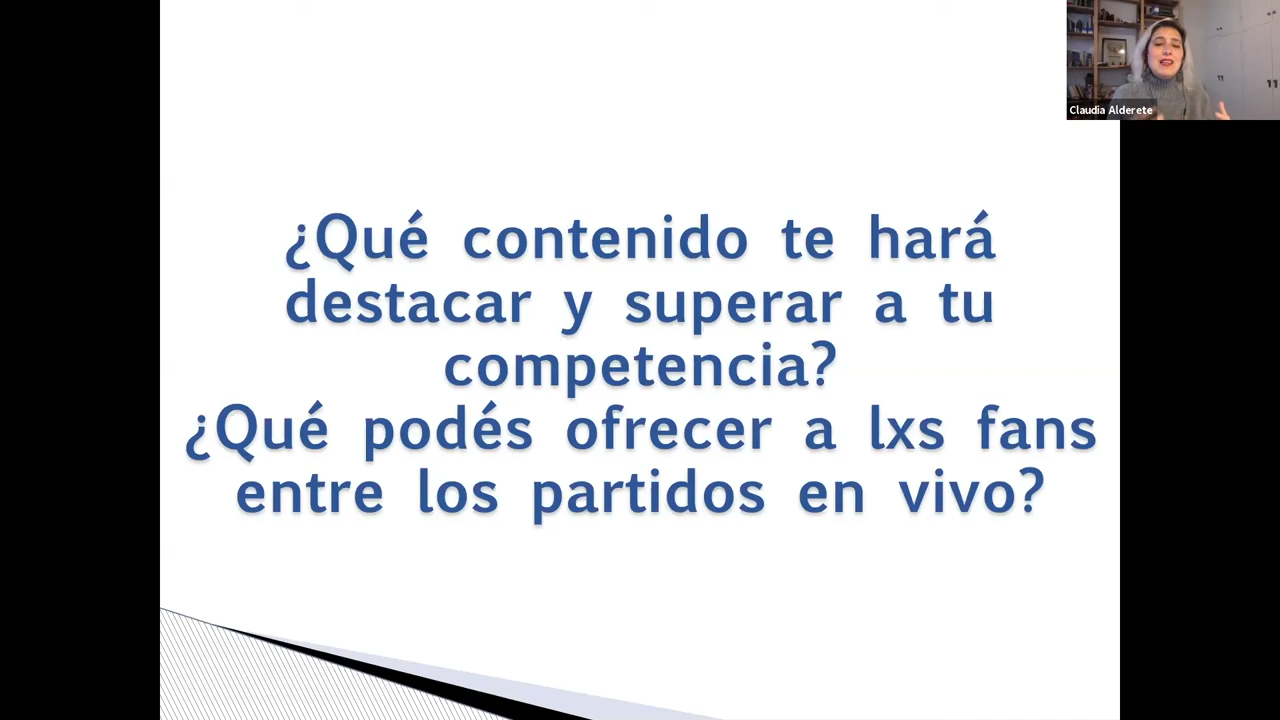 Claudia Alderete
¿Qué contenido te hará
destacar y superar a tu
competencia?
¿Qué podés ofrecer a lxs fans
entre los partidos en vivo?